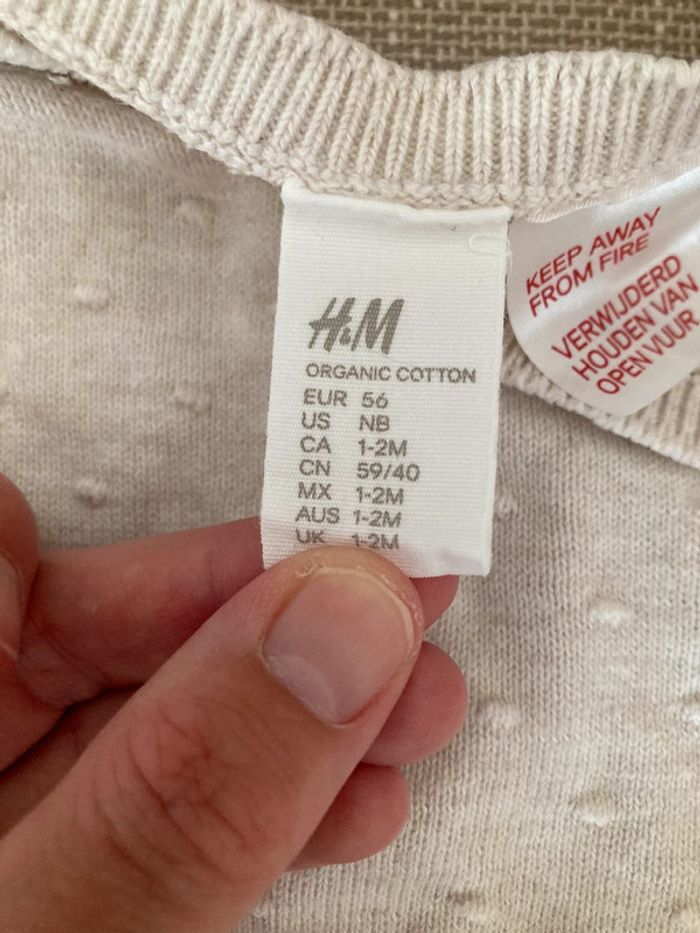 H&M
ORGANIC COTTON
EUR 56
US NB
CA 1-2M
CN 59/40
MX 1-2M
AUS 1-2M
UK 1-2M
KEEP AWAY
FROM FIRE
VERWIJDERD
HOUDEN VAN
OPEN VUUR